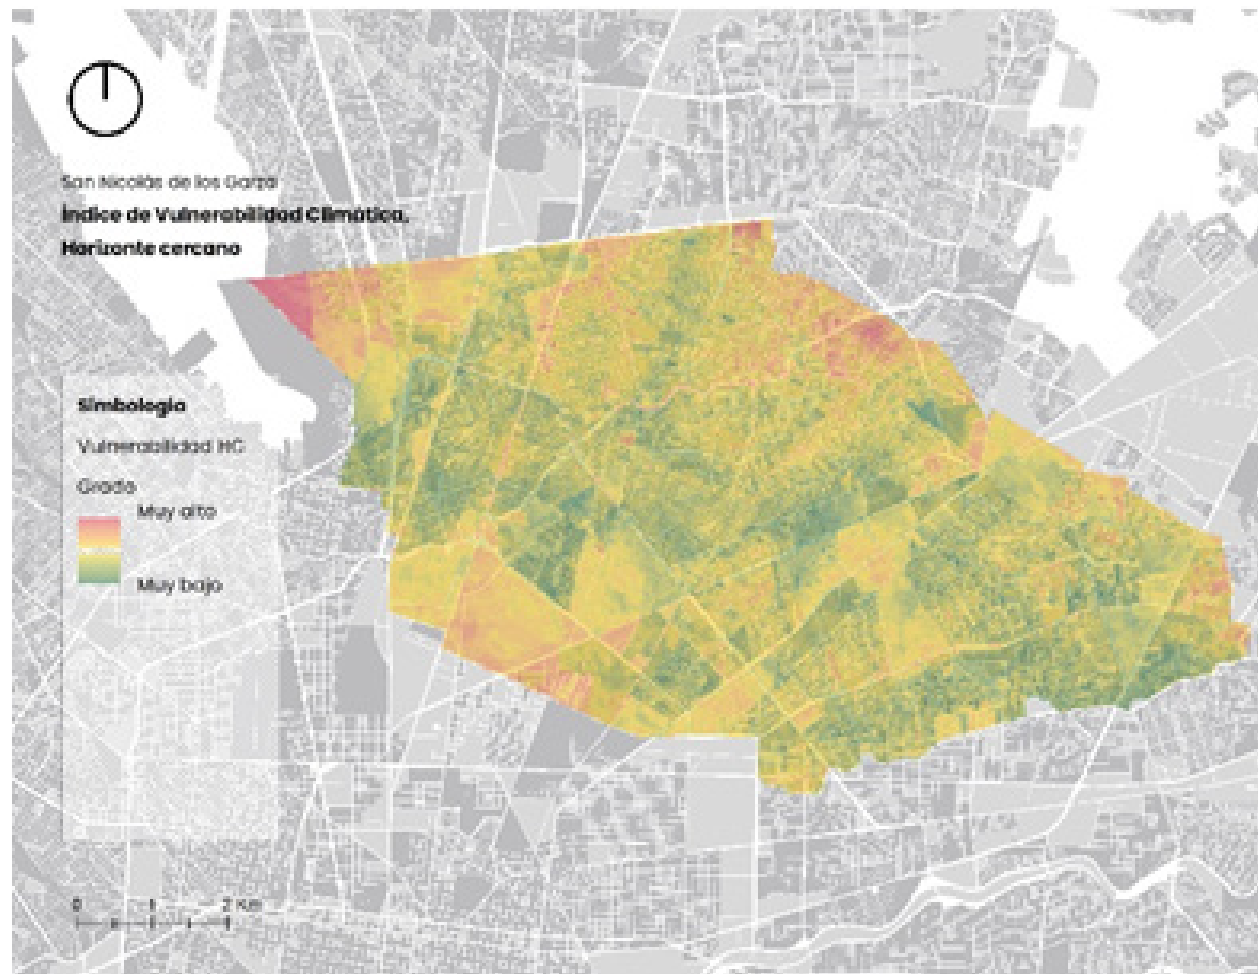 San Nicolás de los Garza
Índice de Vulnerabilidad Climática.
Horizonte cercano
Simbología
Vulnerabilidad HC
Grado
Muy alto
Muy bajo
0 1 2 Km